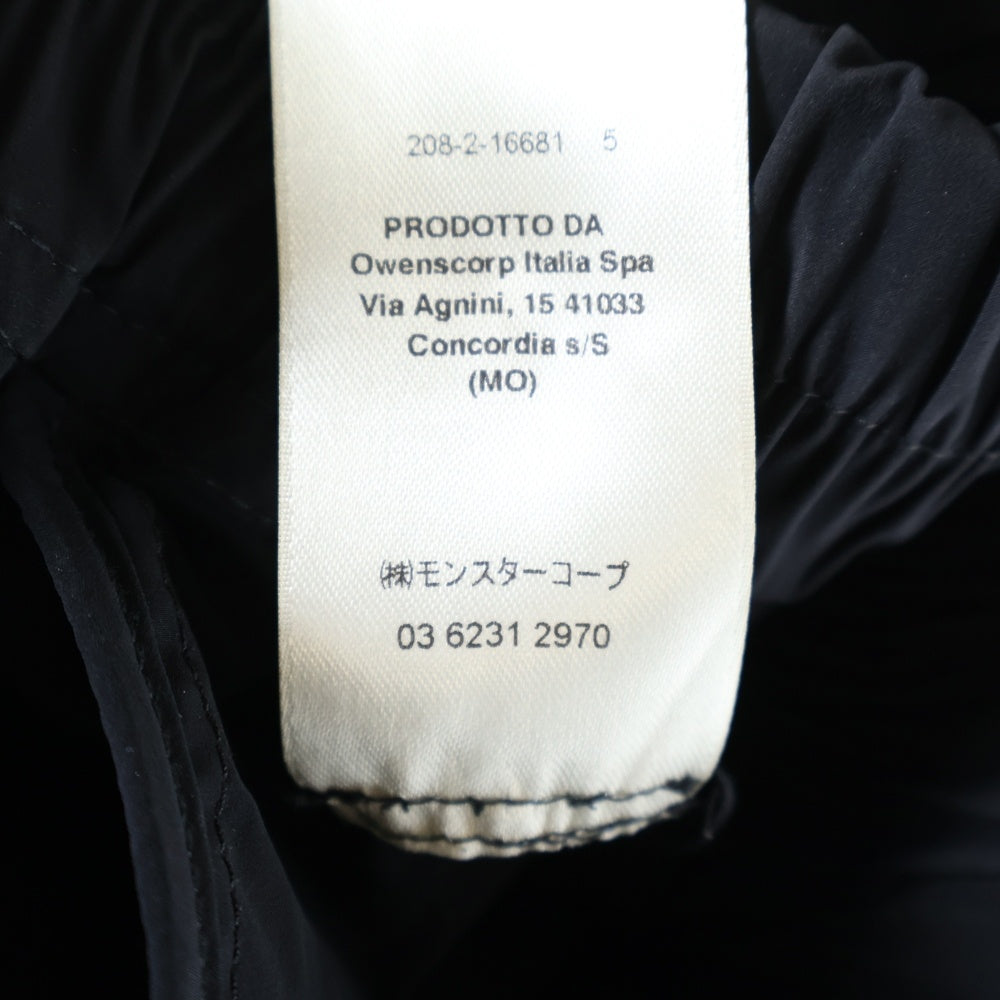 208-2-16681 5
PRODOTTO DA
Owenscorp Italia Spa
Via Agnini, 15 41033
Concordia s/S
(MO)
㈱モンスターコープ
03 6231 2970